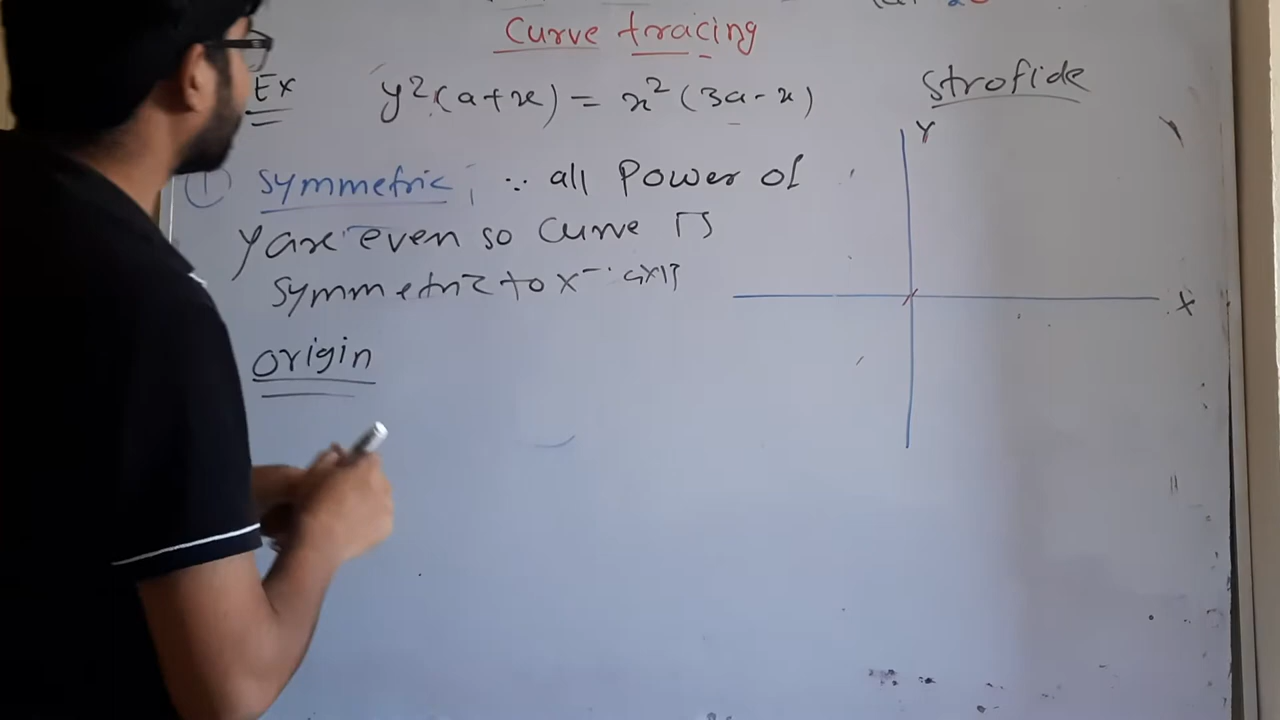 Curve tracing
Ex y²(a+x) = x²(3a-x)
Strofide
Y
① Symmetric, ∵ all Power of
y are even so curve is
symmetric to x-axis
X
Origin